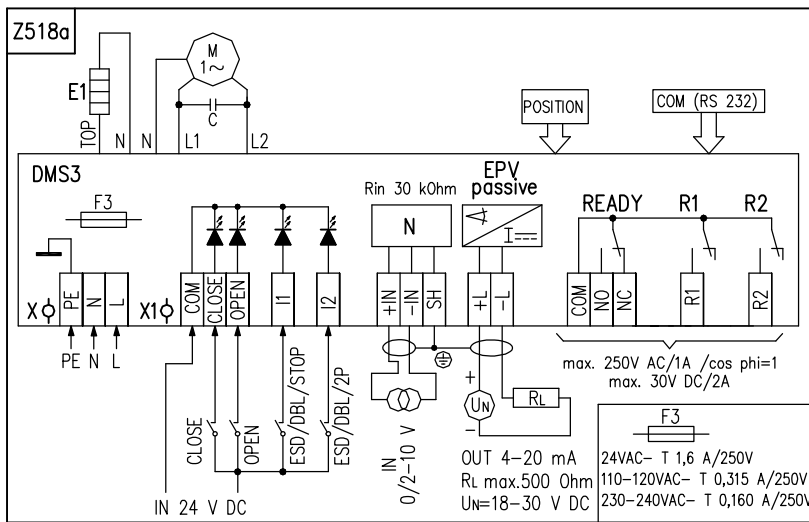 Z518a
E1
TOP
N
N
M
1~
C
L1
L2
POSITION
COM (RS 232)
DMS3
F3
Rin 30 kOhm
N
EPV
passive
I
READY
R1
R2
X
PE
N
L
X1
COM
CLOSE
OPEN
I1
I2
+IN
-IN
SH
+L
-L
COM
NO
NC
R1
R2
PE N L
CLOSE
OPEN
ESD/DBL/STOP
ESD/DBL/2P
IN 24 V DC
IN
0/2-10 V
+
UN
-
RL
OUT 4-20 mA
RL max.500 Ohm
UN=18-30 V DC
max. 250V AC/1A /cos phi=1
max. 30V DC/2A
F3
24VAC- T 1,6 A/250V
110-120VAC- T 0,315 A/250V
230-240VAC- T 0,160 A/250V